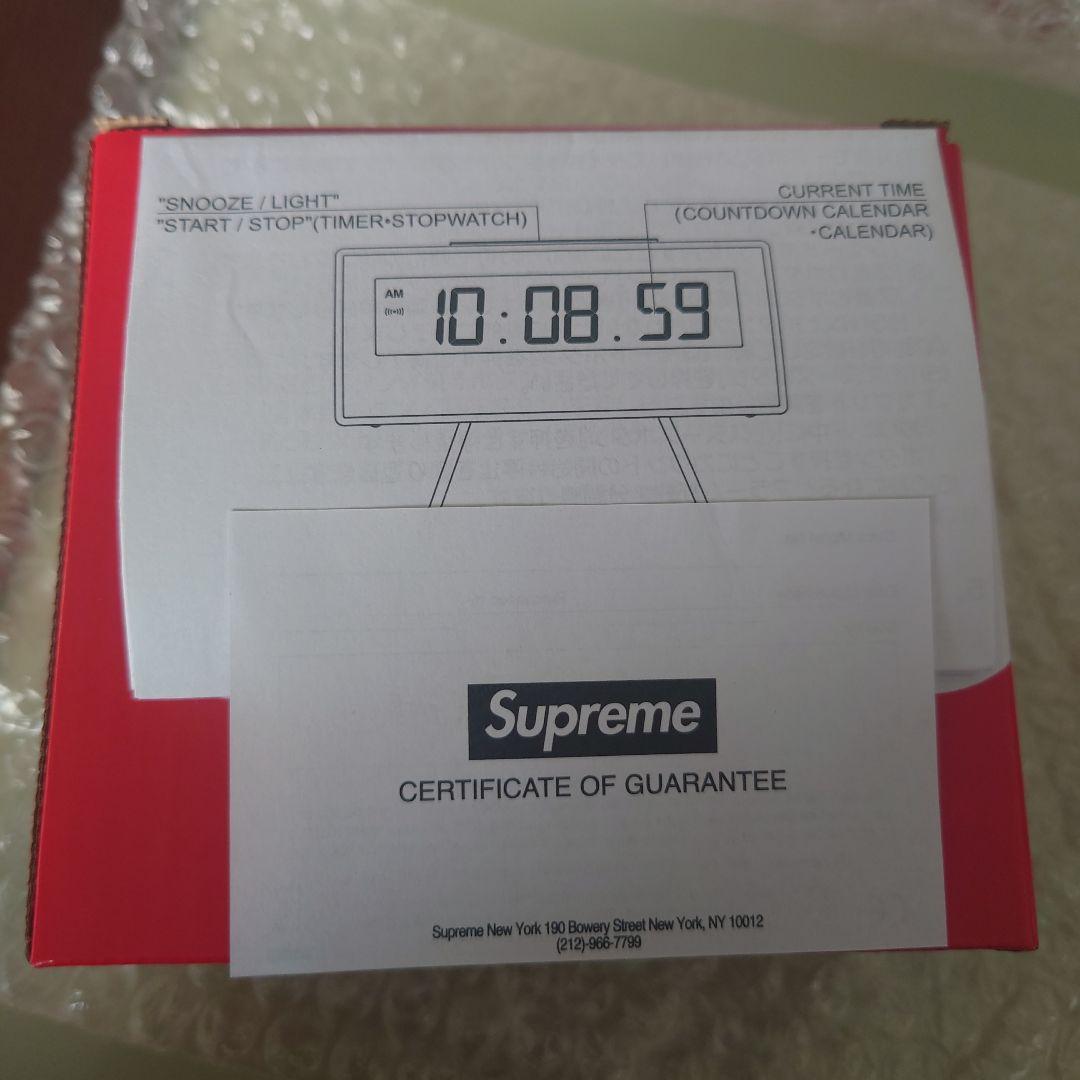 "SNOOZE / LIGHT"
"START / STOP"(TIMER•STOPWATCH)
CURRENT TIME
(COUNTDOWN CALENDAR
•CALENDAR)
AM
10:08.59
Supreme
CERTIFICATE OF GUARANTEE
Supreme New York 190 Bowery Street New York, NY 10012
(212)-966-7799